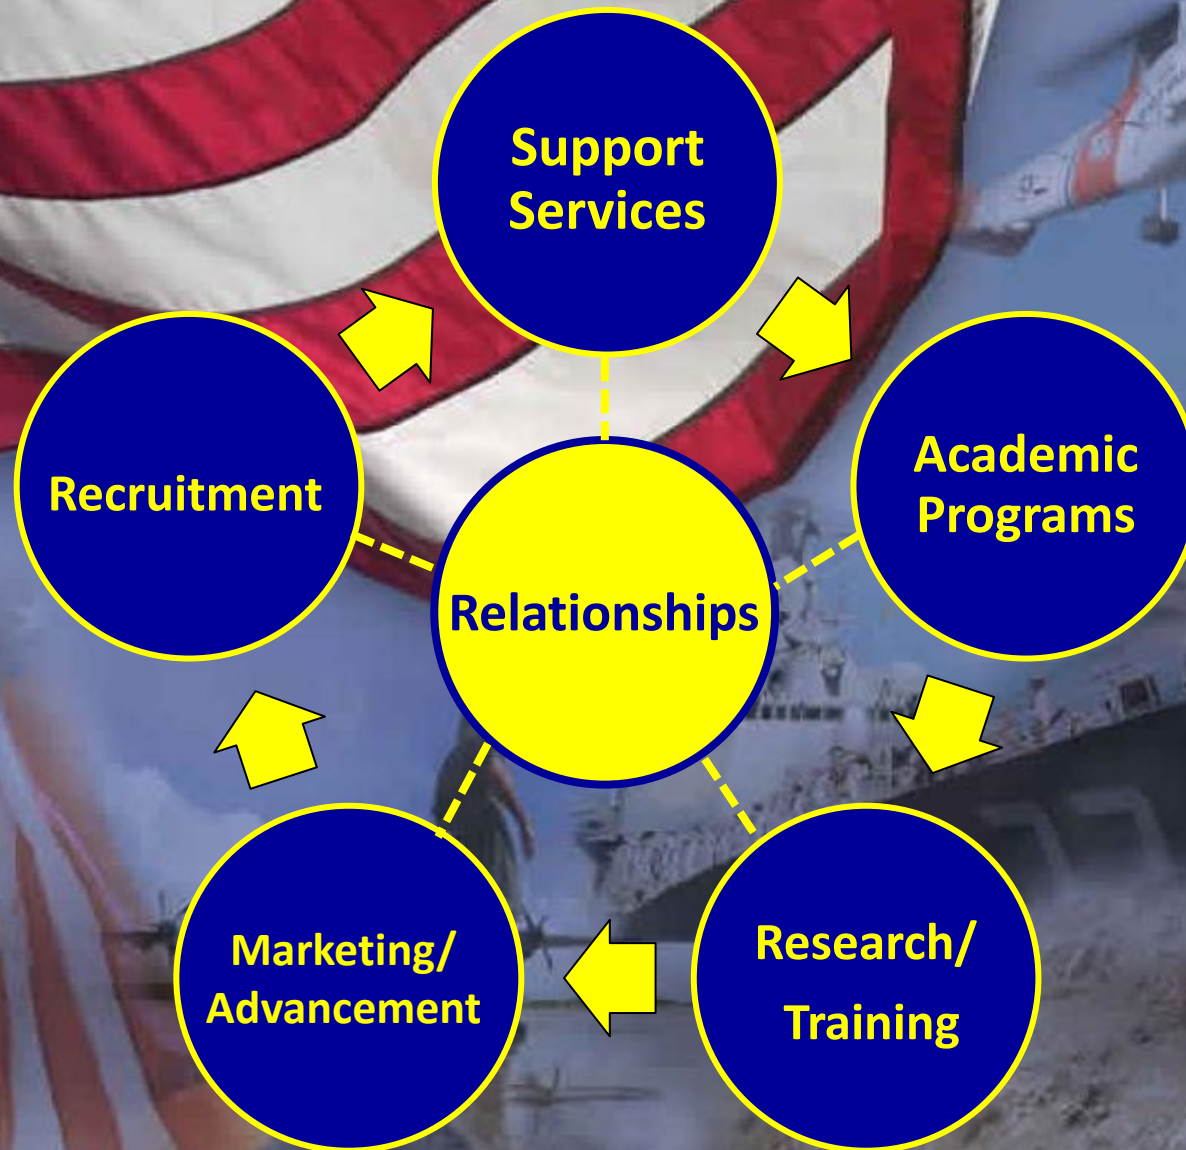 Support
Services
Academic
Programs
Recruitment
Relationships
Research/
Training
Marketing/
Advancement